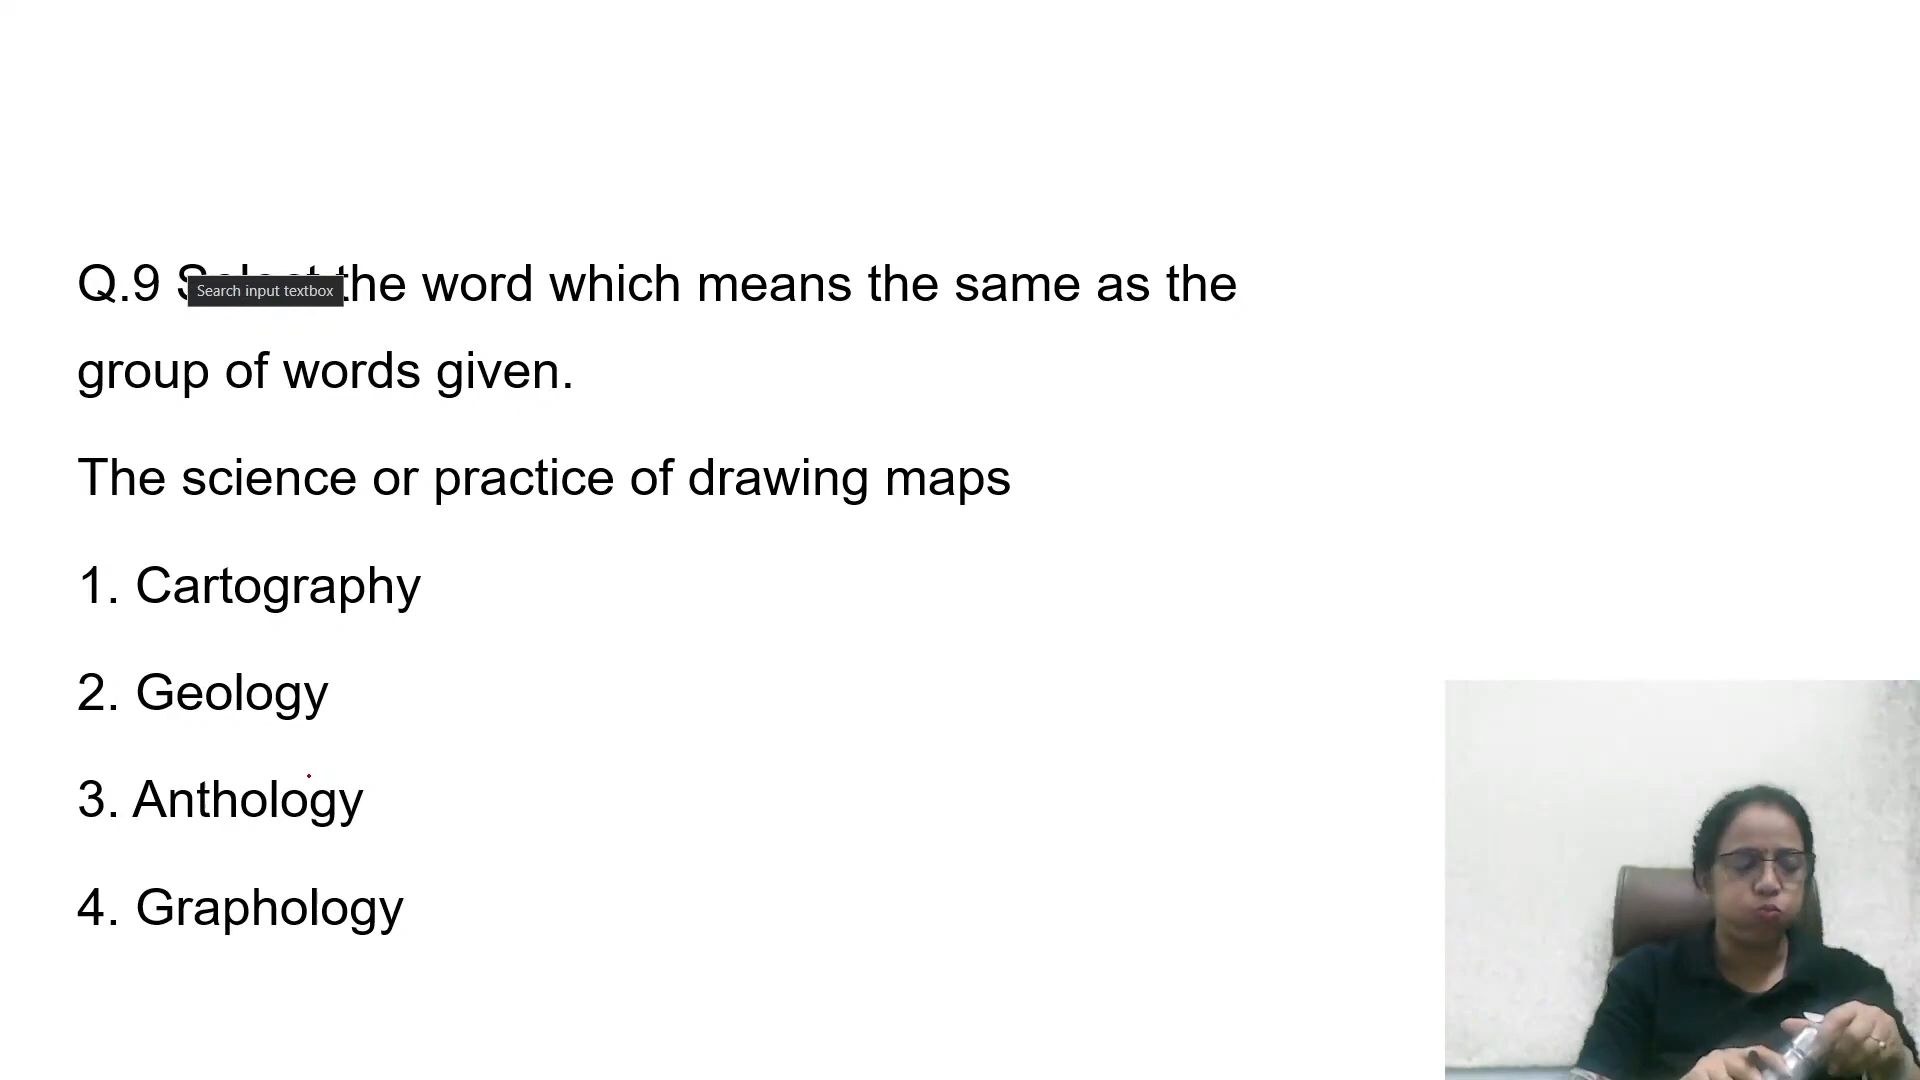 Q.9 Select the word which means the same as the
Search input textbox
group of words given.
The science or practice of drawing maps
1. Cartography
2. Geology
3. Anthology
4. Graphology